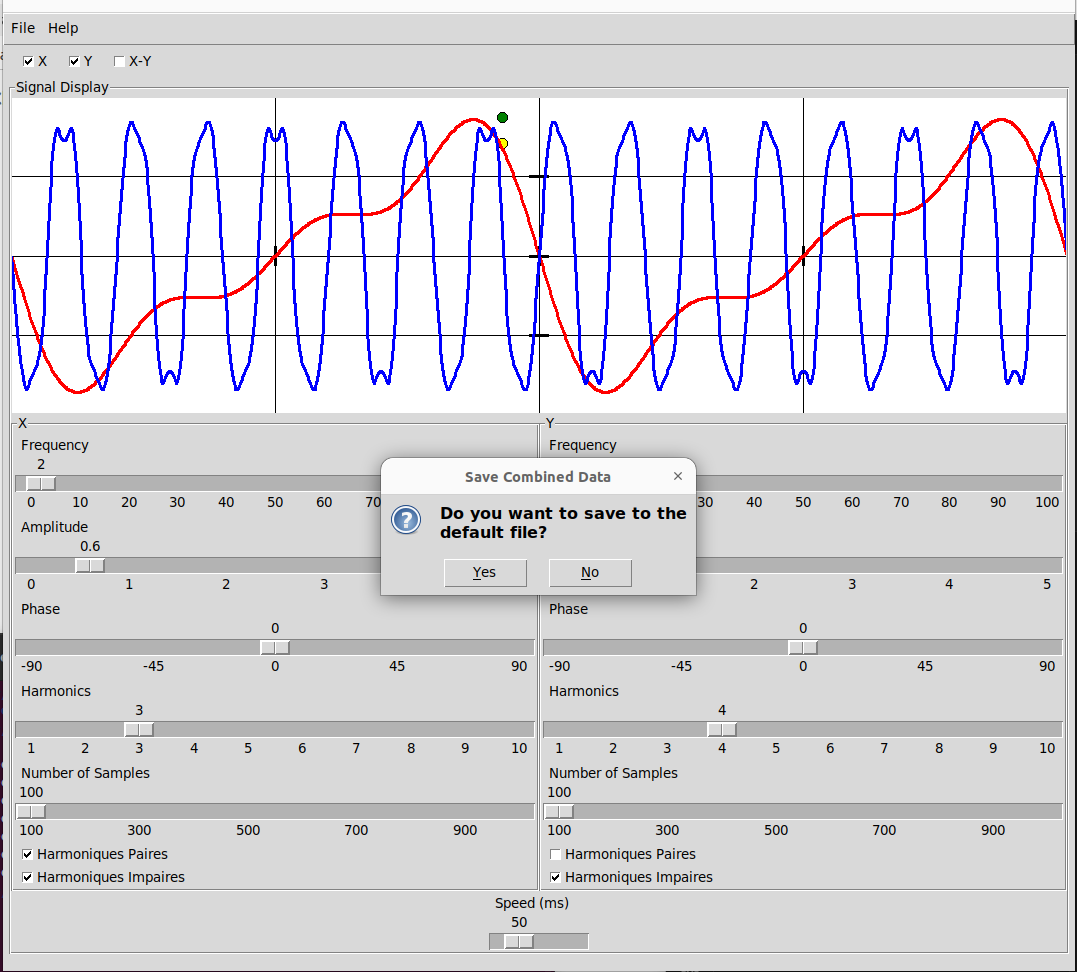 File Help
X Y X-Y
Signal Display
X
Frequency
2
0 10 20 30 40 50 60 70
Amplitude
0.6
0 1 2 3
Phase
0
-90 -45 0 45 90
Harmonics
3
1 2 3 4 5 6 7 8 9 10
Number of Samples
100
100 300 500 700 900
Harmoniques Paires
Harmoniques Impaires
Y
Frequency
30 40 50 60 70 80 90 100
2 3 4 5
Phase
0
-90 -45 0 45 90
Harmonics
4
1 2 3 4 5 6 7 8 9 10
Number of Samples
100
100 300 500 700 900
Harmoniques Paires
Harmoniques Impaires
Save Combined Data
Do you want to save to the
default file?
Yes No
Speed (ms)
50